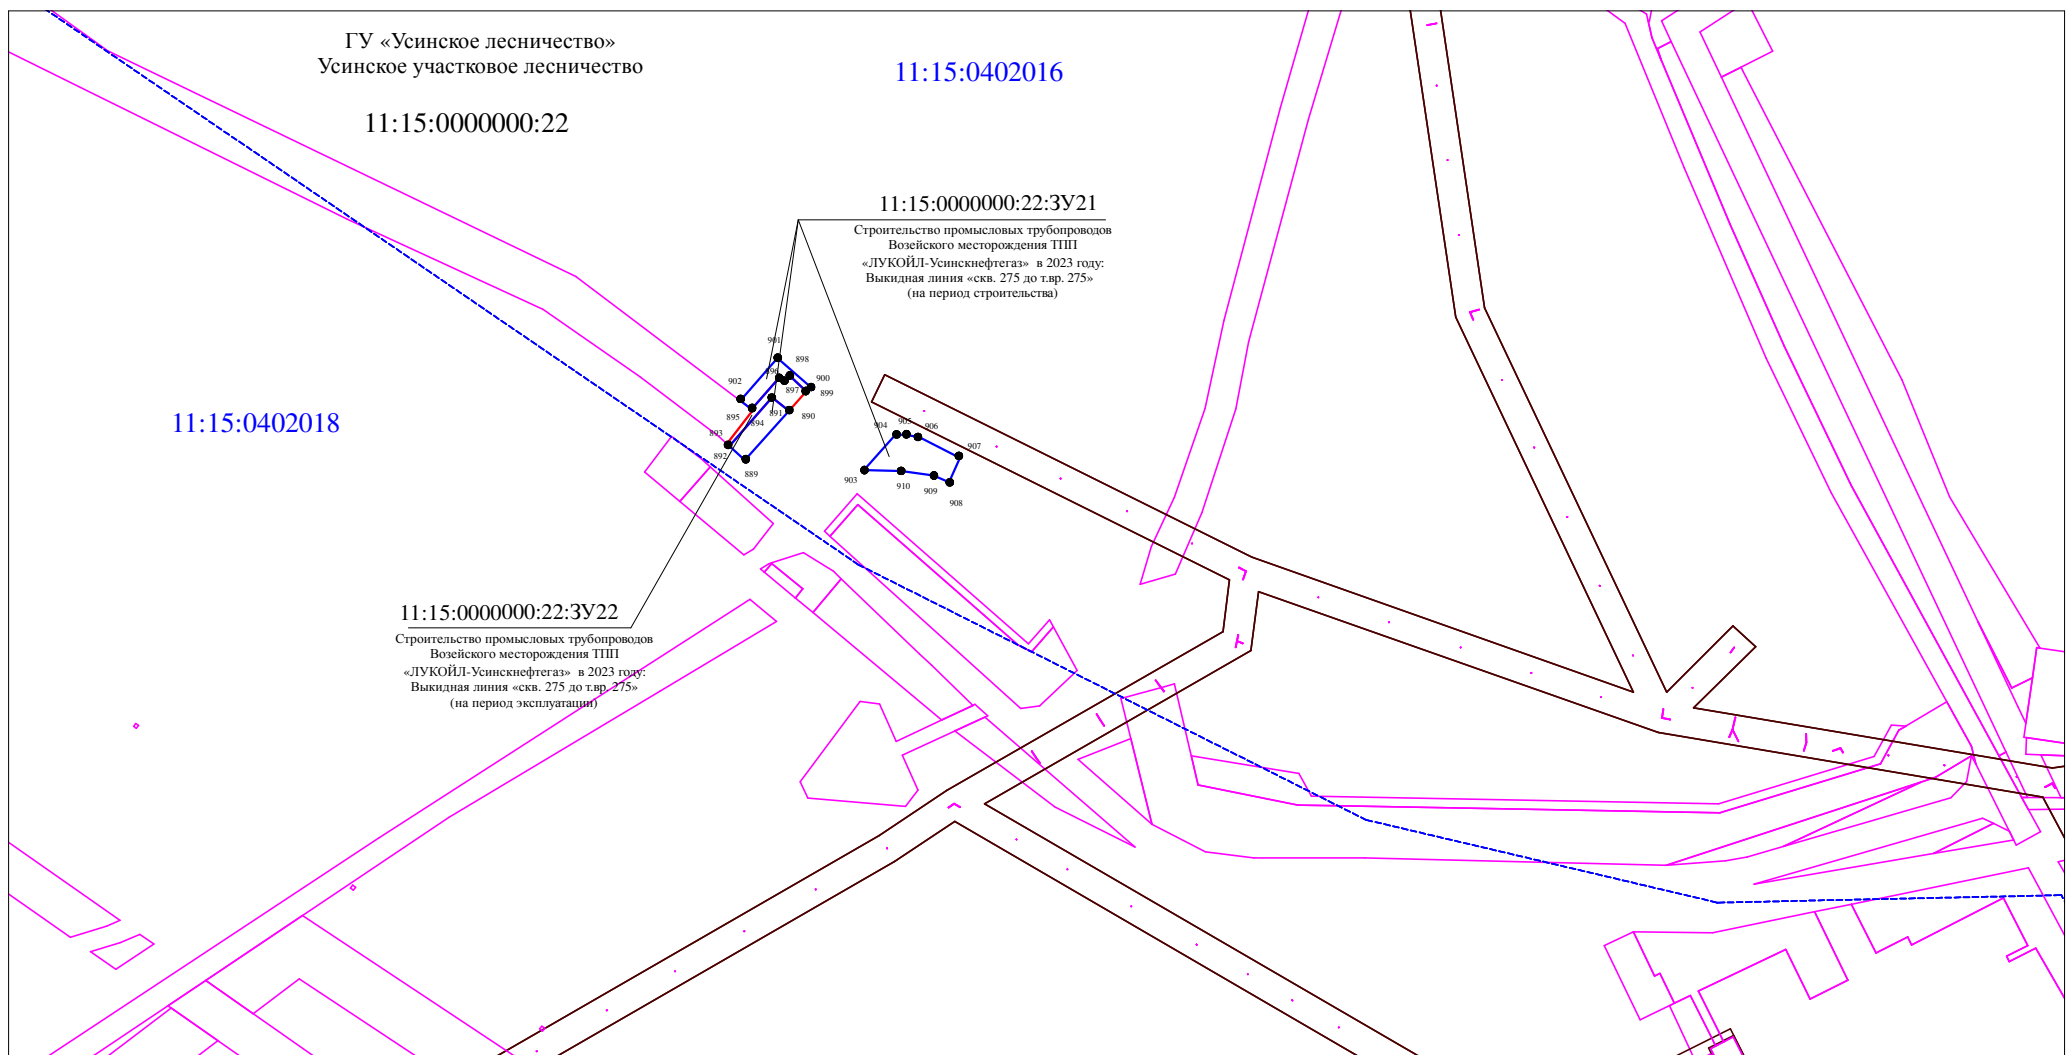 ГУ «Усинское лесничество»
Усинское участковое лесничество
11:15:0402016
11:15:0000000:22
11:15:0000000:22:ЗУ21
Строительство промысловых трубопроводов
Возейского месторождения ТПП
«ЛУКОЙЛ-Усинскнефтегаз» в 2023 году:
Выкидная линия «скв. 275 до т.вр. 275»
(на период строительства)
901
898
896
900
902
897
899
895
891
890
894
893
892
889
904
905
906
907
903
910
909
908
11:15:0402018
11:15:0000000:22:ЗУ22
Строительство промысловых трубопроводов
Возейского месторождения ТПП
«ЛУКОЙЛ-Усинскнефтегаз» в 2023 году:
Выкидная линия «скв. 275 до т.вр. 275»
(на период эксплуатации)